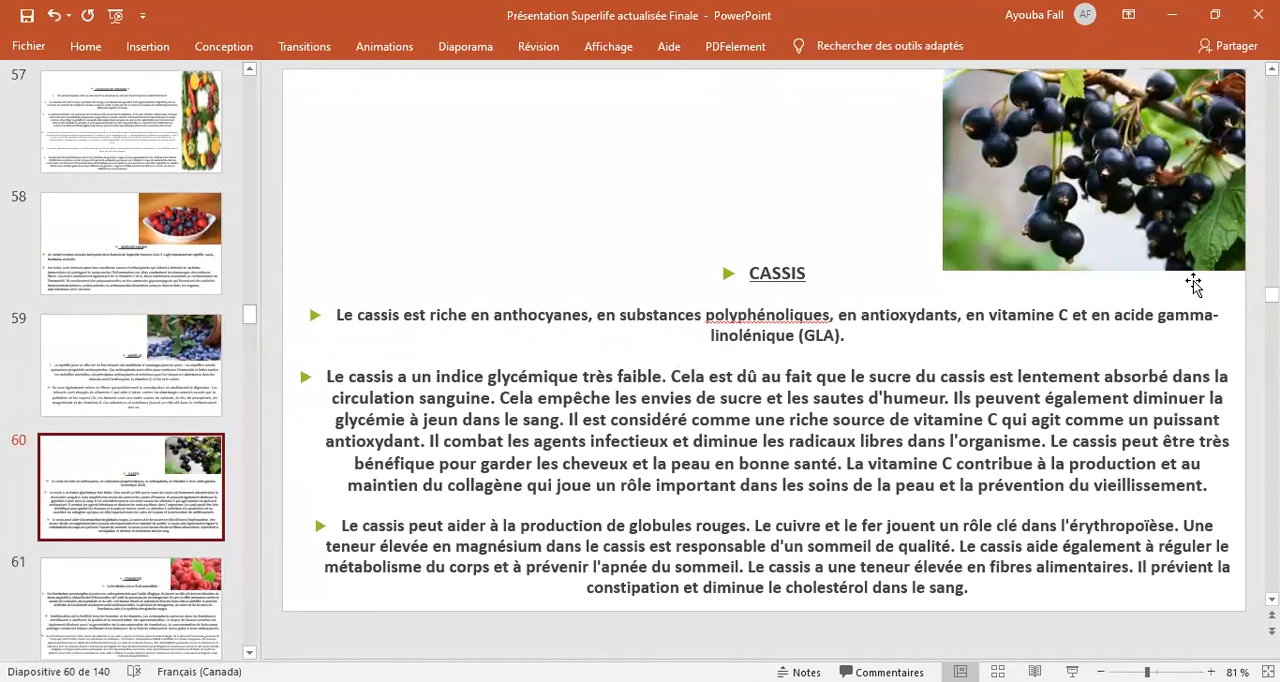 Présentation Superlife actualisée Finale - PowerPoint
Ayouba Fall
AF
Fichier Home Insertion Conception Transitions Animations Diaporama Révision Affichage Aide PDFelement Rechercher des outils adaptés Partager
57
58
59
60
61
CASSIS
Le cassis est riche en anthocyanes, en substances polyphénoliques, en antioxydants, en vitamine C et en acide gamma-
linolénique (GLA).
Le cassis a un indice glycémique très faible. Cela est dû au fait que le sucre du cassis est lentement absorbé dans la
circulation sanguine. Cela empêche les envies de sucre et les sautes d'humeur. Ils peuvent également diminuer la
glycémie à jeun dans le sang. Il est considéré comme une riche source de vitamine C qui agit comme un puissant
antioxydant. Il combat les agents infectieux et diminue les radicaux libres dans l'organisme. Le cassis peut être très
bénéfique pour garder les cheveux et la peau en bonne santé. La vitamine C contribue à la production et au
maintien du collagène qui joue un rôle important dans les soins de la peau et la prévention du vieillissement.
Le cassis peut aider à la production de globules rouges. Le cuivre et le fer jouent un rôle clé dans l'érythropoïèse. Une
teneur élevée en magnésium dans le cassis est responsable d'un sommeil de qualité. Le cassis aide également à réguler le
métabolisme du corps et à prévenir l'apnée du sommeil. Le cassis a une teneur élevée en fibres alimentaires. Il prévient la
constipation et diminue le cholestérol dans le sang.
Diapositive 60 de 140 Français (Canada) Notes Commentaires 81 %